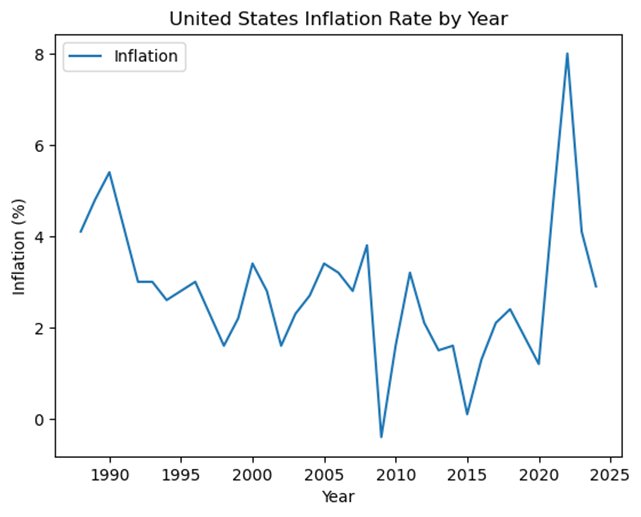 United States Inflation Rate by Year
Inflation
8
6
4
2
0
Inflation (%)
1990 1995 2000 2005 2010 2015 2020 2025
Year